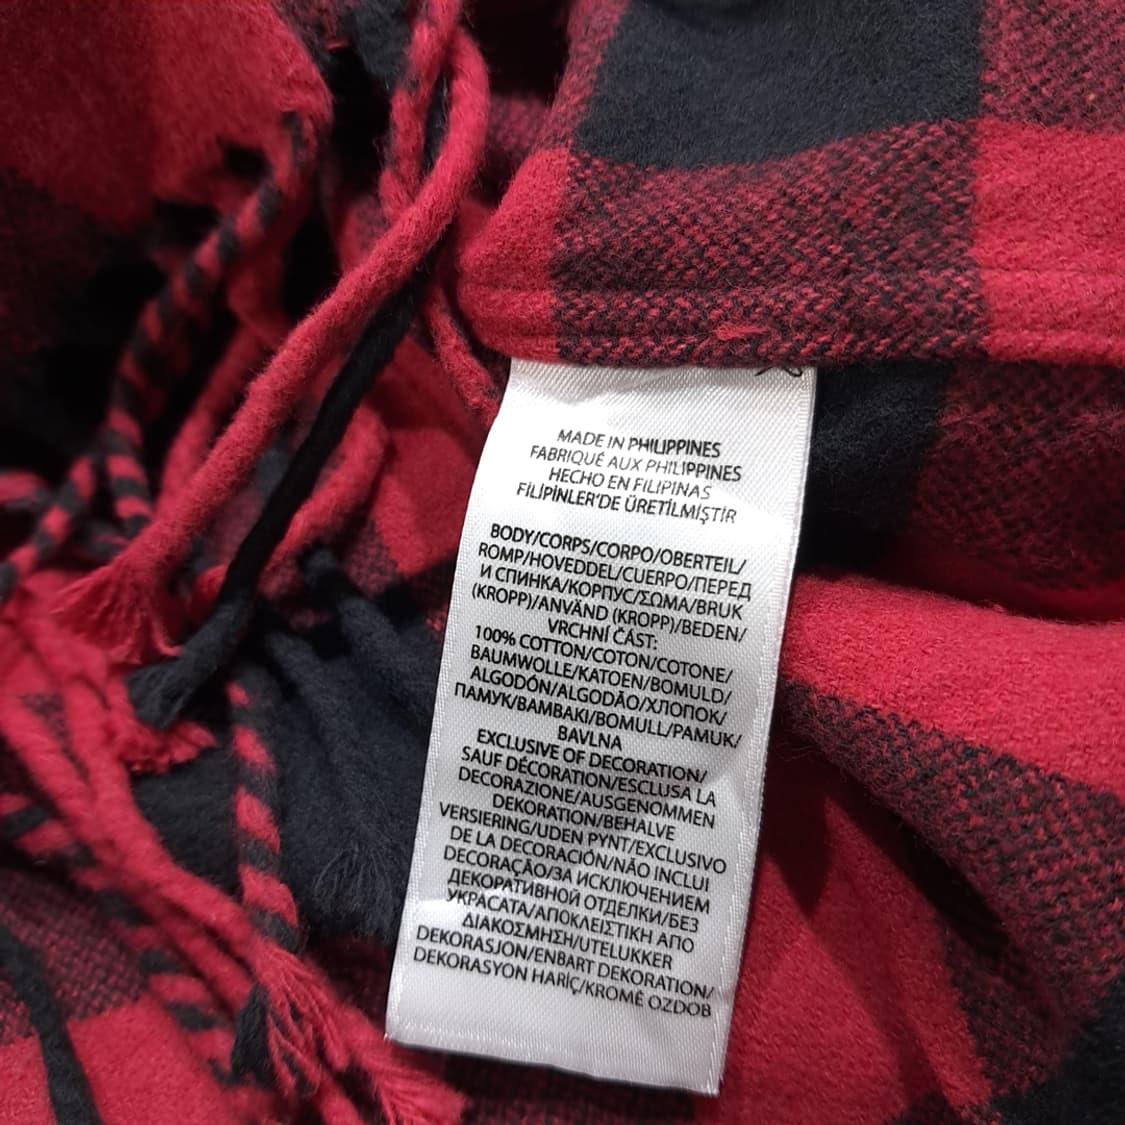 MADE IN PHILIPPINES
FABRIQUÉ AUX PHILIPPINES
HECHO EN FILIPINAS
FİLİPİNLER'DE ÜRETİLMİŞTİR
BODY/CORPS/CORPO/OBERTEIL/
ROMP/HOVEDDEL/CUERPO/ПЕРЕД
И СПИНКА/КОРПУС/ΣΩΜΑ/BRUK
(KROPP)/ANVÄND (KROPP)/BEDEN/
VRCHNÍ ČÁST:
100% COTTON/COTON/COTONE/
BAUMWOLLE/KATOEN/BOMULD/
ALGODÓN/ALGODÃO/ХЛОПОК/
ПАМУК/ΒΑΜΒΑΚΙ/BOMULL/PAMUK/
BAVLNA
EXCLUSIVE OF DECORATION/
SAUF DÉCORATION/ESCLUSA LA
DECORAZIONE/AUSGENOMMEN
DEKORATION/BEHALVE
VERSIERING/UDEN PYNT/EXCLUSIVO
DE LA DECORACIÓN/NÃO INCLUI
DECORAÇÃO/ЗА ИСКЛЮЧЕНИЕМ
ДЕКОРАТИВНОЙ ОТДЕЛКИ/БЕЗ
УКРАСАТА/ΑΠΟΚΛΕΙΣΤΙΚΗ ΑΠΟ
ΔΙΑΚΟΣΜΗΣΗ/UTELUKKER
DEKORASJON/ENBART DEKORATION/
DEKORASYON HARİÇ/KROMĚ OZDOB